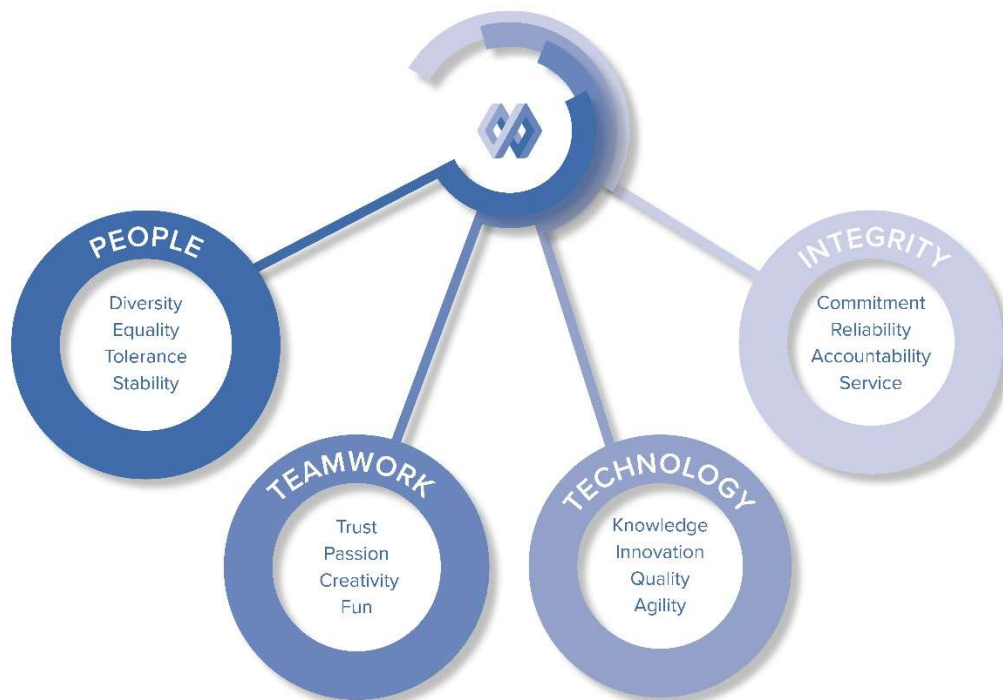 PEOPLE
Diversity
Equality
Tolerance
Stability
TEAMWORK
Trust
Passion
Creativity
Fun
TECHNOLOGY
Knowledge
Innovation
Quality
Agility
INTEGRITY
Commitment
Reliability
Accountability
Service